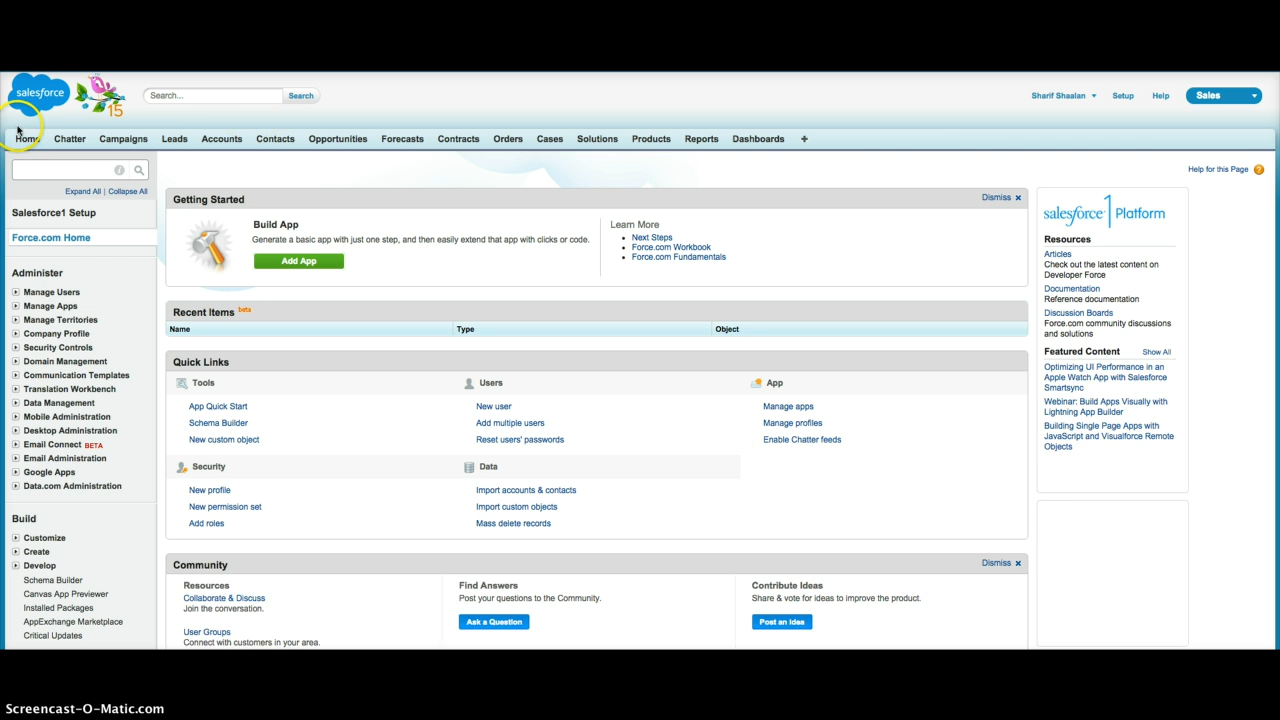 salesforce
15
Search...
Search
Sharif Shaalan
Setup
Help
Sales
Home
Chatter
Campaigns
Leads
Accounts
Contacts
Opportunities
Forecasts
Contracts
Orders
Cases
Solutions
Products
Reports
Dashboards
+
Help for this Page ?
Expand All | Collapse All
Salesforce1 Setup
Force.com Home
Administer
Manage Users
Manage Apps
Manage Territories
Company Profile
Security Controls
Domain Management
Communication Templates
Translation Workbench
Data Management
Mobile Administration
Desktop Administration
Email Connect BETA
Email Administration
Google Apps
Data.com Administration
Build
Customize
Create
Develop
Schema Builder
Canvas App Previewer
Installed Packages
AppExchange Marketplace
Critical Updates
Getting Started
Dismiss x
Build App
Generate a basic app with just one step, and then easily extend that app with clicks or code.
Add App
Learn More
• Next Steps
• Force.com Workbook
• Force.com Fundamentals
Recent Items beta
Name
Type
Object
Quick Links
Tools
App Quick Start
Schema Builder
New custom object
Users
New user
Add multiple users
Reset users' passwords
App
Manage apps
Manage profiles
Enable Chatter feeds
Security
New profile
New permission set
Add roles
Data
Import accounts & contacts
Import custom objects
Mass delete records
Community
Dismiss x
Resources
Collaborate & Discuss
Join the conversation.
User Groups
Connect with customers in your area.
Find Answers
Post your questions to the Community.
Ask a Question
Contribute Ideas
Share & vote for ideas to improve the product.
Post an Idea
salesforce1 Platform
Resources
Articles
Check out the latest content on
Developer Force
Documentation
Reference documentation
Discussion Boards
Force.com community discussions
and solutions
Featured Content
Show All
Optimizing UI Performance in an
Apple Watch App with Salesforce
Smartsync
Webinar: Build Apps Visually with
Lightning App Builder
Building Single Page Apps with
JavaScript and Visualforce Remote
Objects
Screencast-O-Matic.com